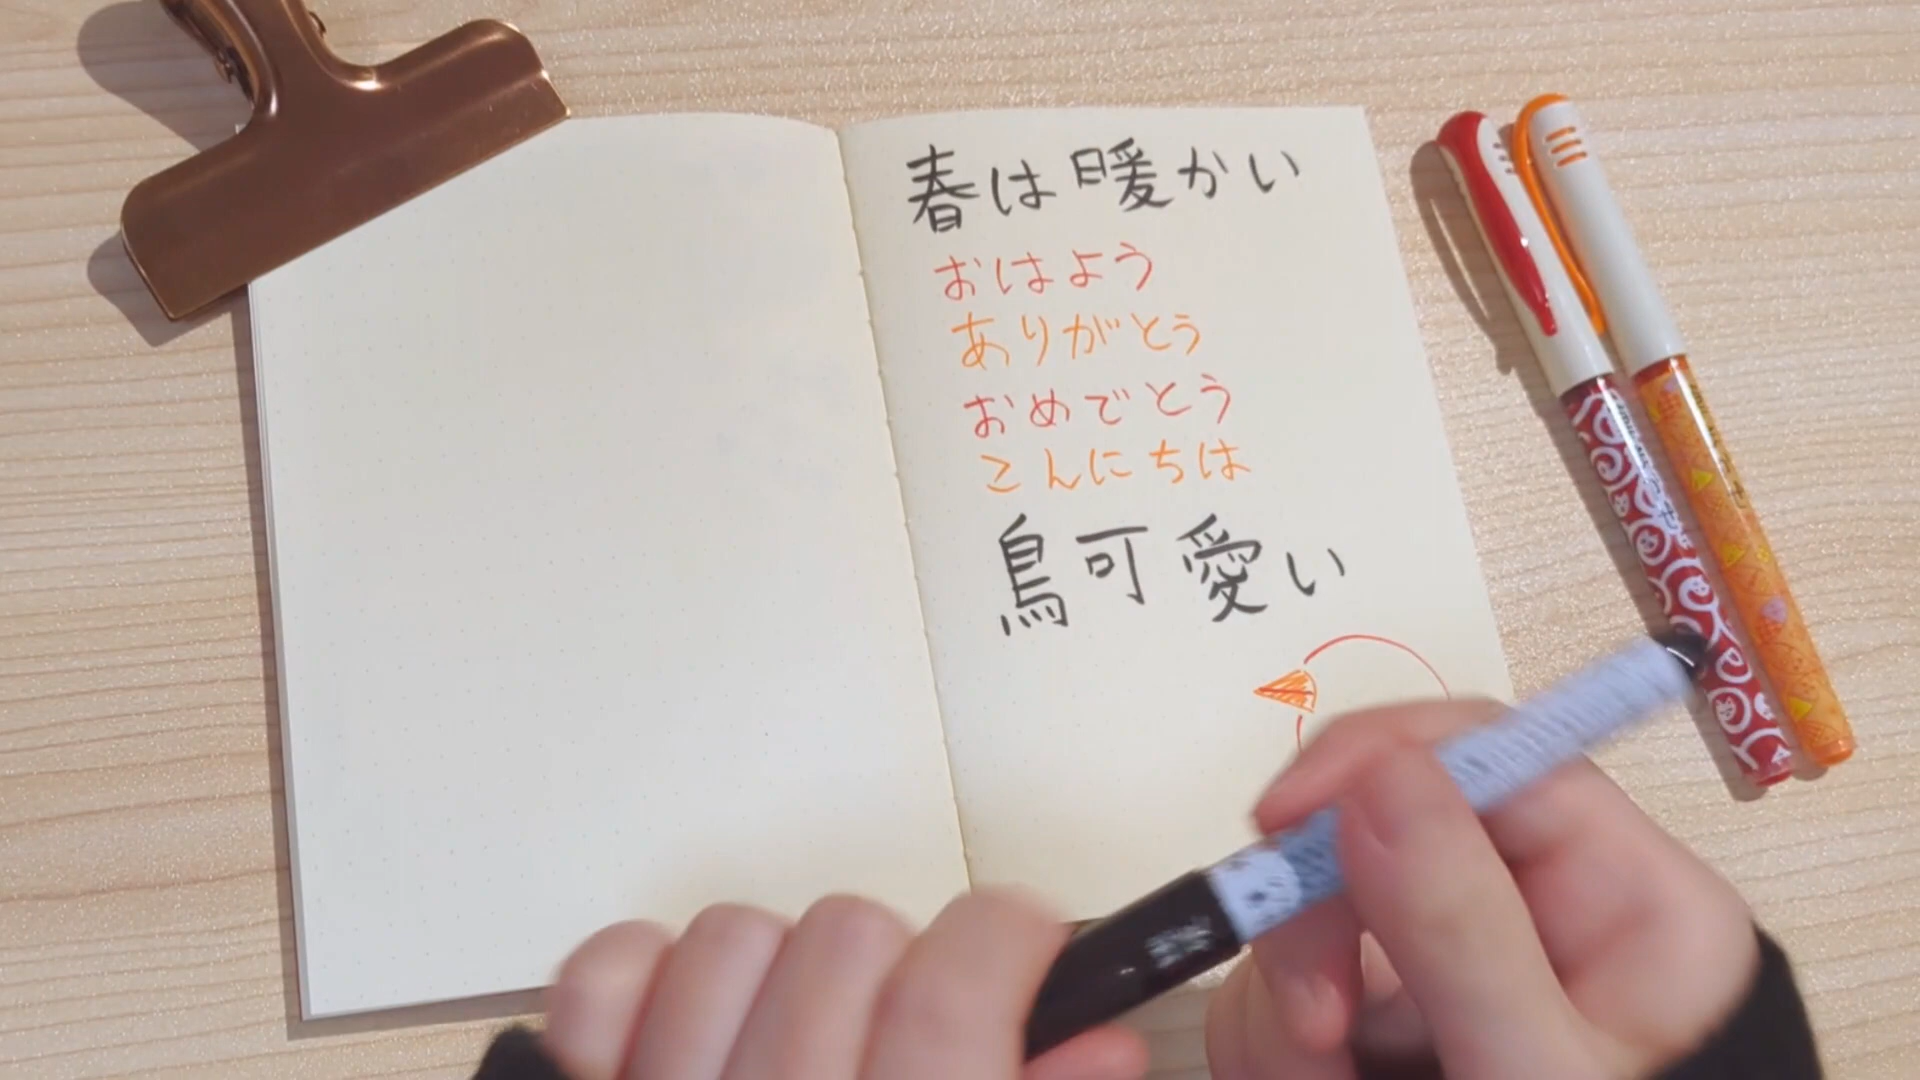 春は暖かい
おはよう
ありがとう
おめでとう
こんにちは
鳥可愛い